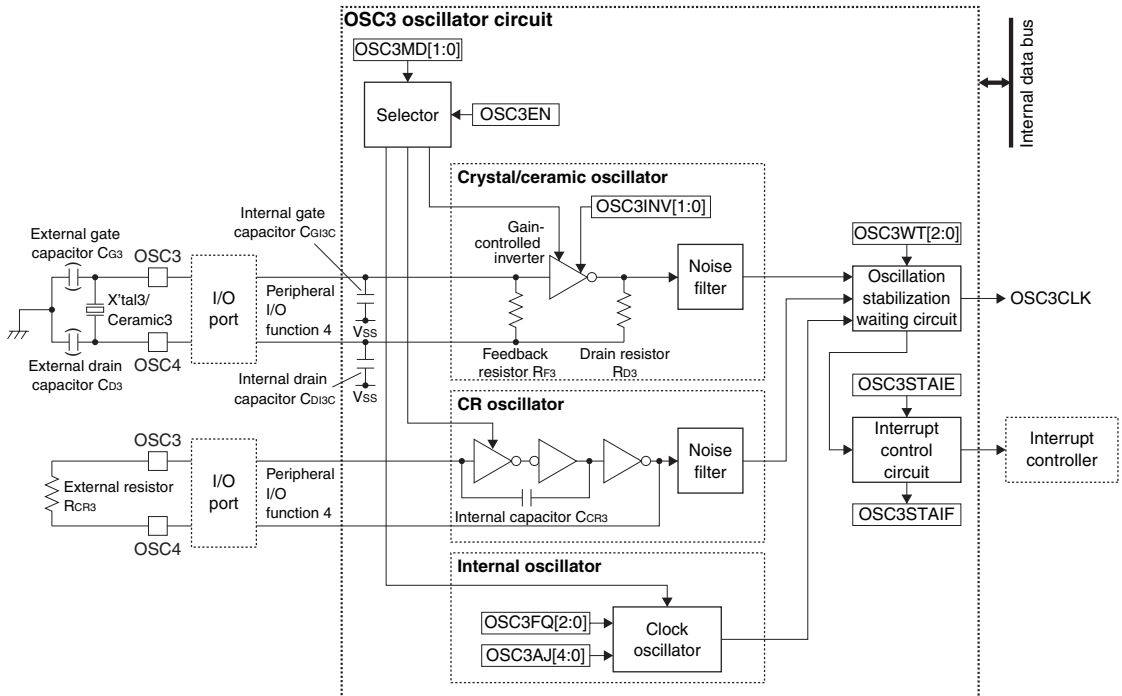 OSC3 oscillator circuit
OSC3MD[1:0]
Selector
OSC3EN
Internal data bus
Crystal/ceramic oscillator
OSC3INV[1:0]
Gain-
controlled
inverter
Noise
filter
Internal gate
capacitor CGI3C
External gate
capacitor CG3
OSC3
X'tal3/
Ceramic3
I/O
port
Peripheral
I/O
function 4
VSS
OSC4
External drain
capacitor CD3
Internal drain
capacitor CDI3C
VSS
Feedback
resistor RF3
Drain resistor
RD3
OSC3WT[2:0]
Oscillation
stabilization
waiting circuit
OSC3CLK
OSC3STAIE
Interrupt
control
circuit
OSC3STAIF
Interrupt
controller
CR oscillator
OSC3
External resistor
RCR3
OSC4
I/O
port
Peripheral
I/O
function 4
Internal capacitor CCR3
Noise
filter
Internal oscillator
OSC3FQ[2:0]
OSC3AJ[4:0]
Clock
oscillator